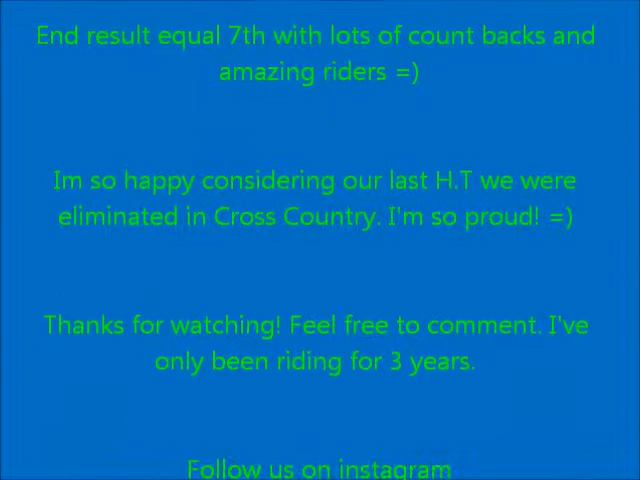 End result equal 7th with lots of count backs and
amazing riders =)
Im so happy considering our last H.T we were
eliminated in Cross Country. I'm so proud! =)
Thanks for watching! Feel free to comment. I've
only been riding for 3 years.
Follow us on instagram